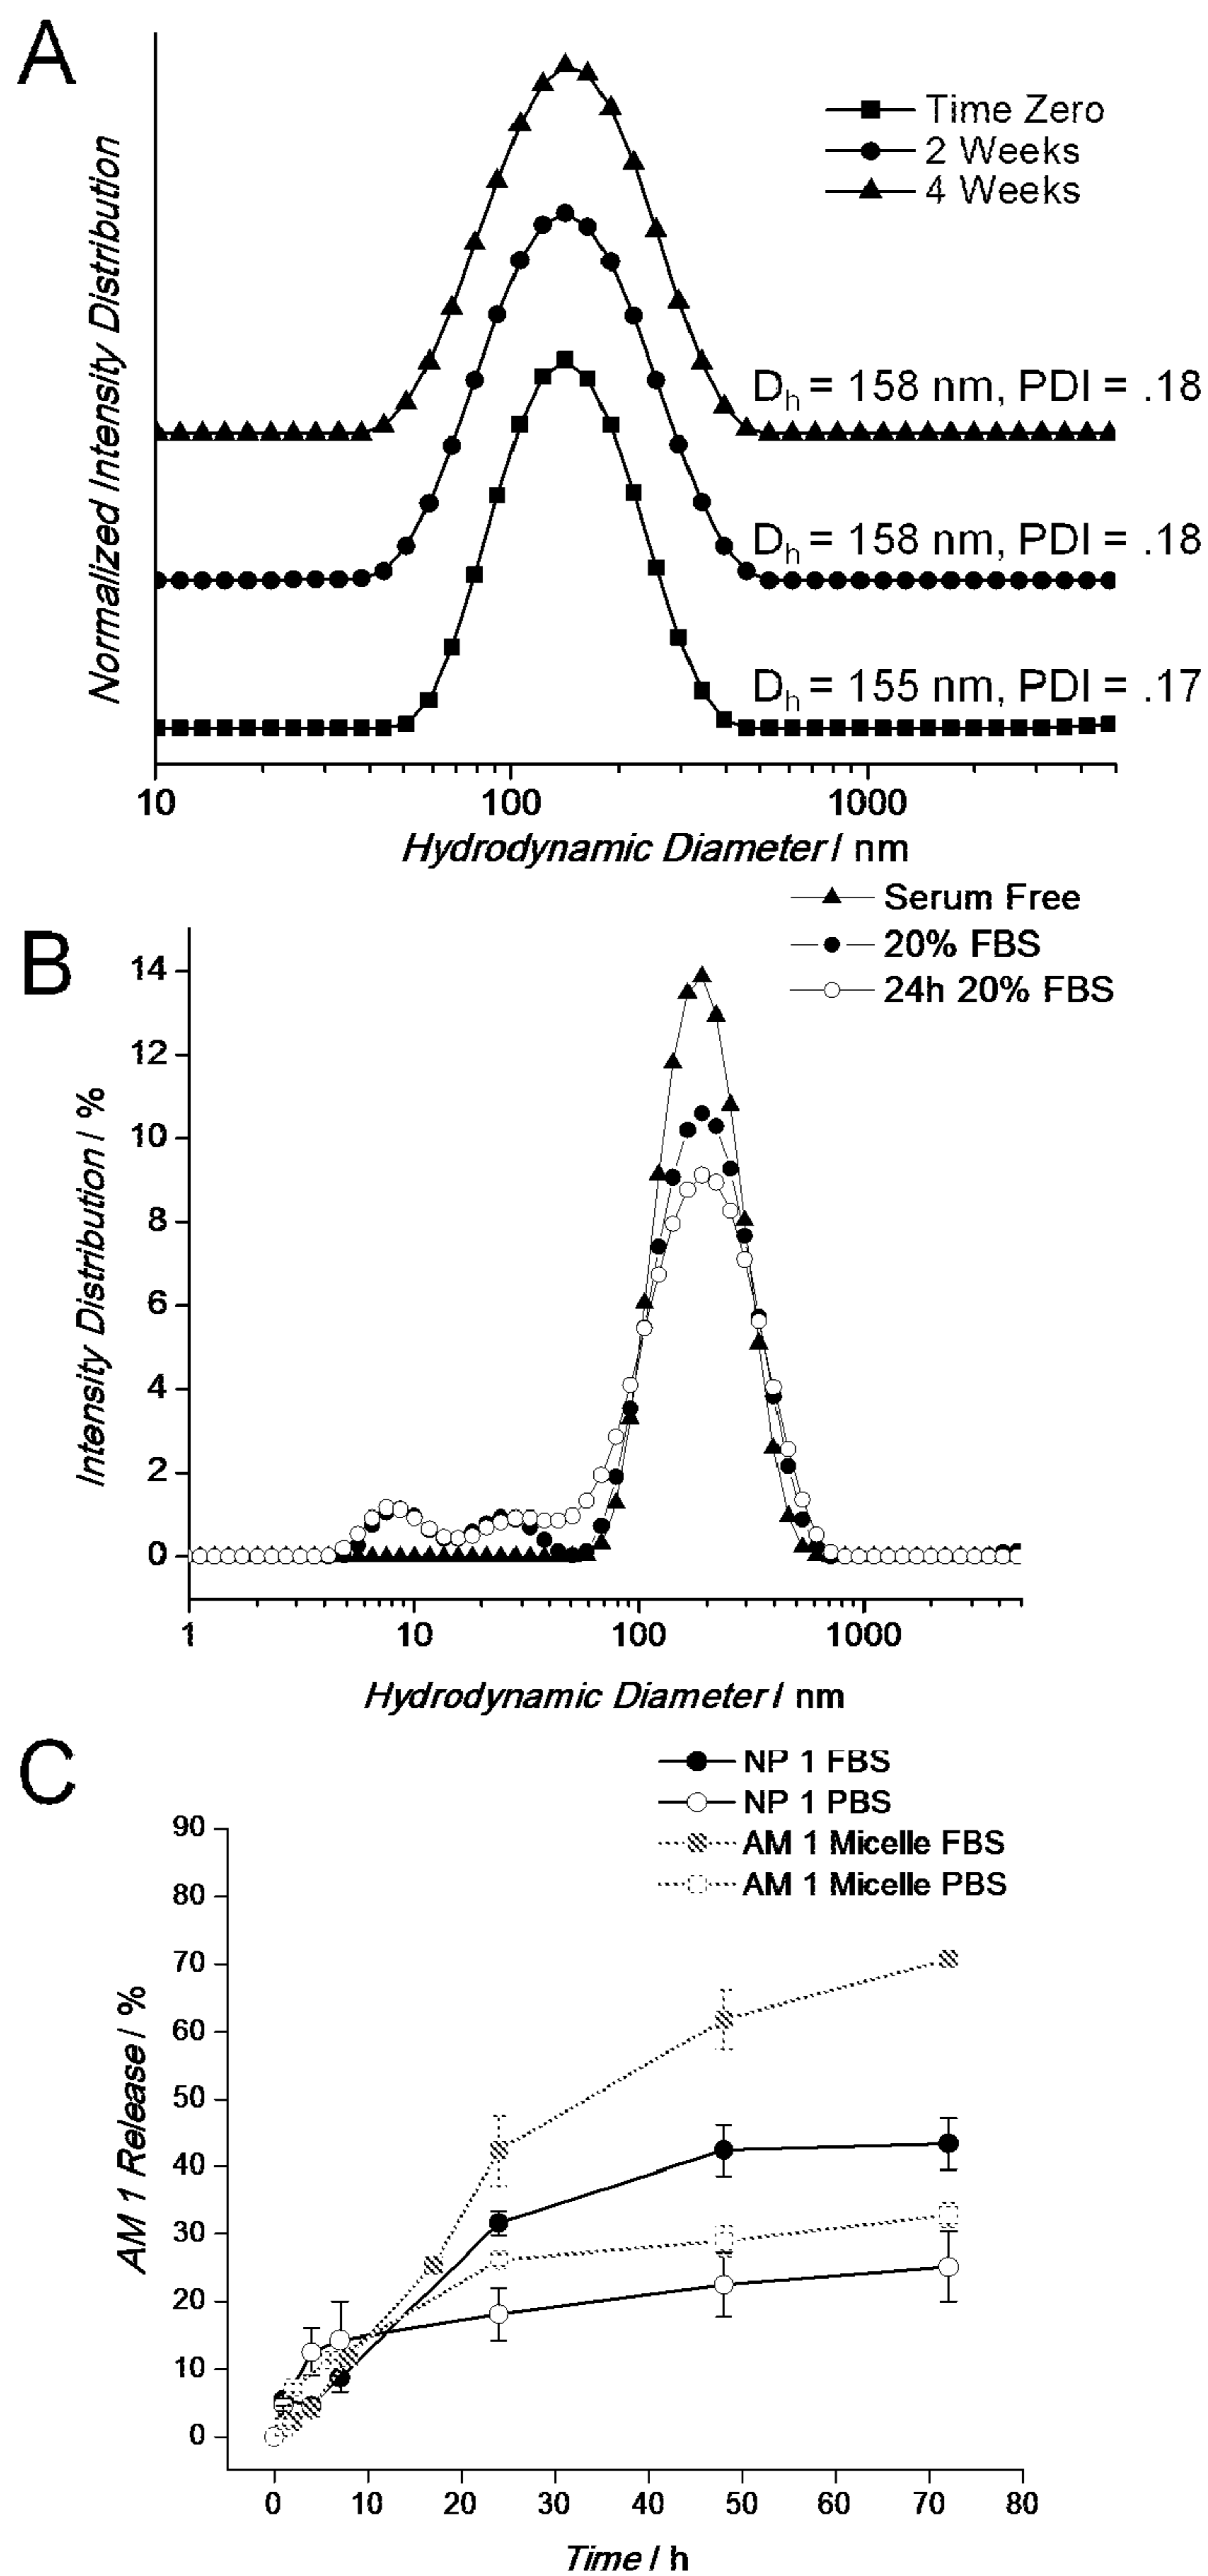 A
Time Zero
2 Weeks
4 Weeks
Normalized Intensity Distribution
Dh = 158 nm, PDI = .18
Dh = 158 nm, PDI = .18
Dh = 155 nm, PDI = .17
10 100 1000
Hydrodynamic Diameter / nm
B
Serum Free
20% FBS
24h 20% FBS
Intensity Distribution / %
14
12
10
8
6
4
2
0
1 10 100 1000
Hydrodynamic Diameter / nm
C
NP 1 FBS
NP 1 PBS
AM 1 Micelle FBS
AM 1 Micelle PBS
AM 1 Release / %
90
80
70
60
50
40
30
20
10
0
0 10 20 30 40 50 60 70 80
Time / h